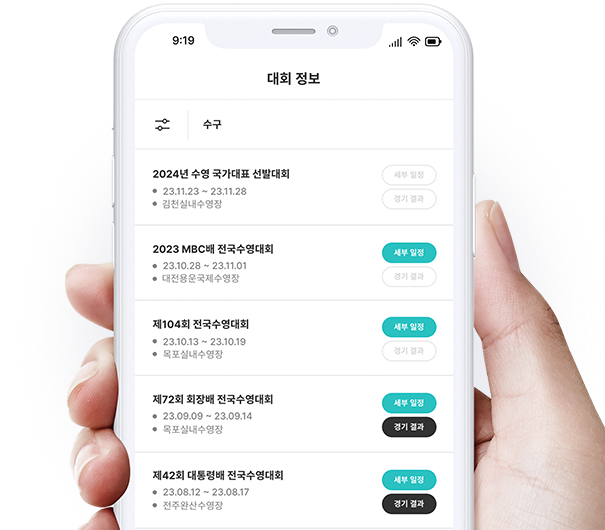 9:19
대회 정보
수구
2024년 수영 국가대표 선발대회
세부 일정
23.11.23 ~ 23.11.28
경기 결과
김천실내수영장
2023 MBC배 전국수영대회
세부 일정
23.10.28 ~ 23.11.01
경기 결과
대전용운국제수영장
제104회 전국수영대회
세부 일정
23.10.13 ~ 23.10.19
경기 결과
목포실내수영장
제72회 회장배 전국수영대회
세부 일정
23.09.09 ~ 23.09.14
경기 결과
목포실내수영장
제42회 대통령배 전국수영대회
세부 일정
23.08.12 ~ 23.08.17
경기 결과
전주완산수영장